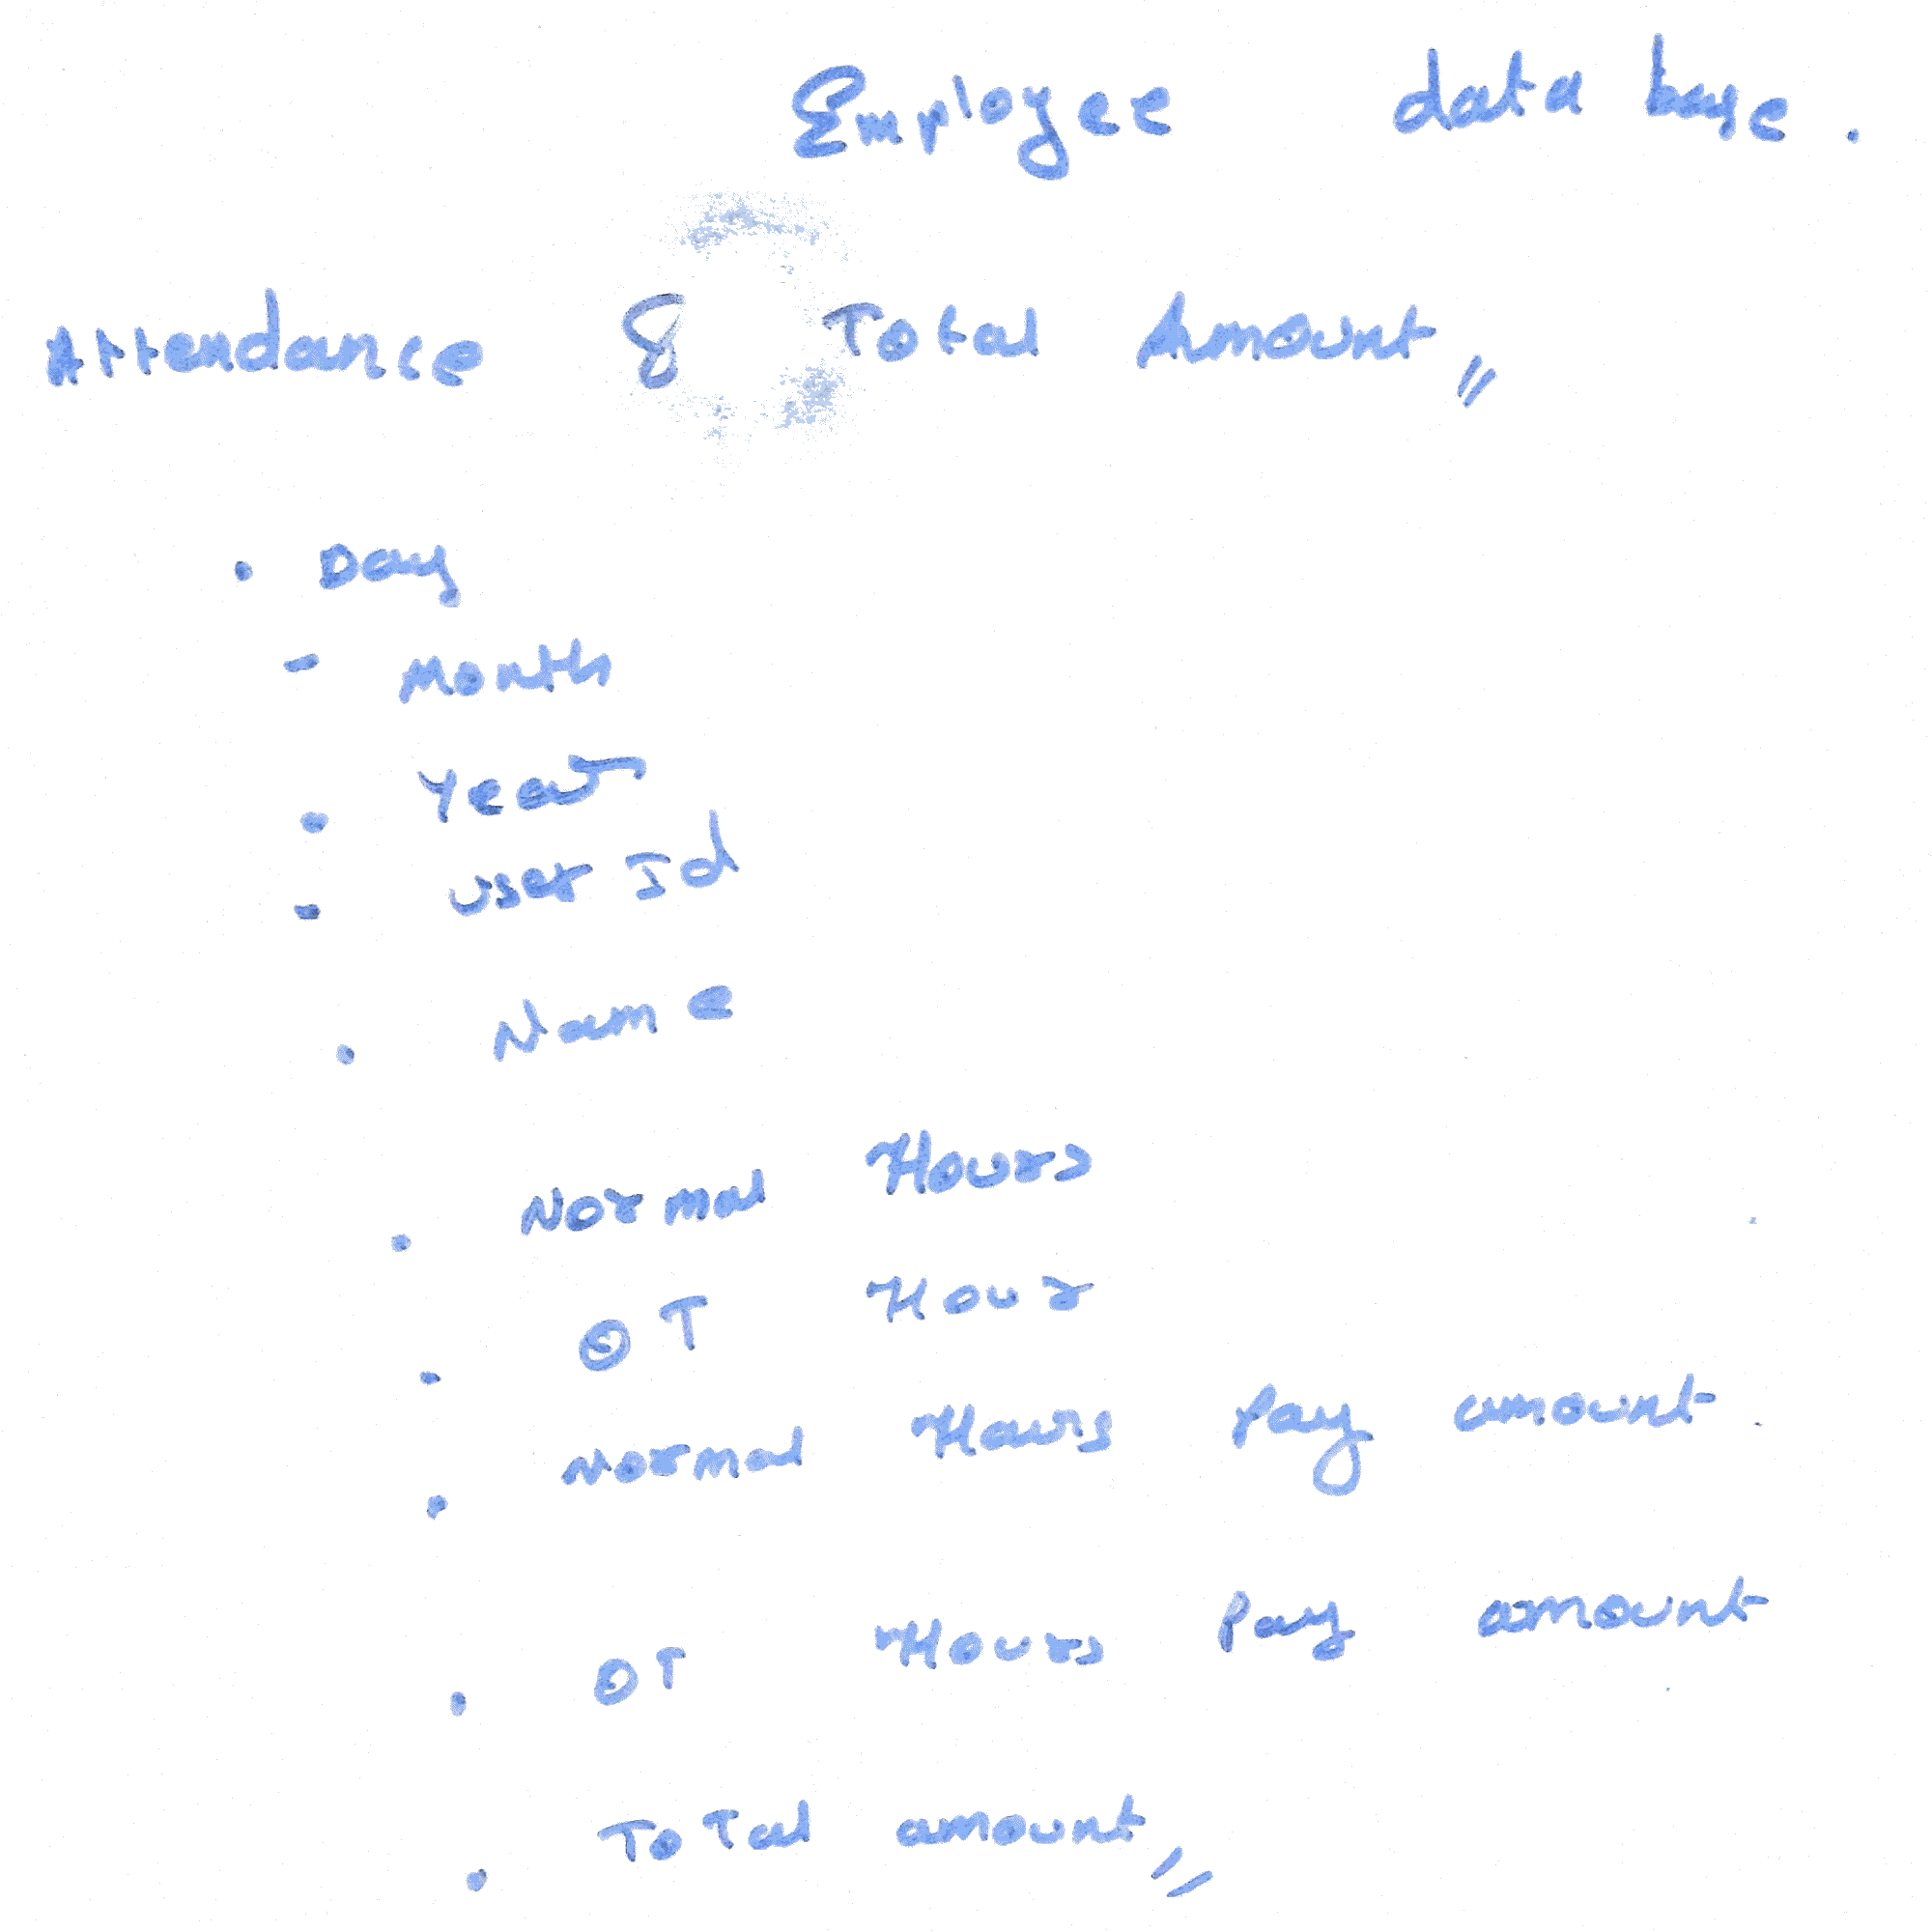 Employee data base.
Attendance & Total Amount,,
• Day
- Month
• Year
- User Id
• Name
• Normal Hours
• OT Hour
• Normal Hours Pay amount.
• OT Hours Pay amount
• Total amount,,